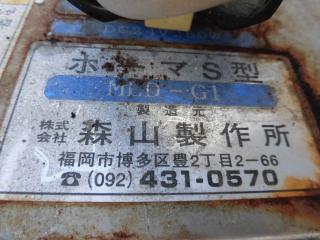 ホーマS型
MLD-G1
製造元
株式会社 森山製作所
福岡市博多区豊2丁目2-66
☎(092)431-0570